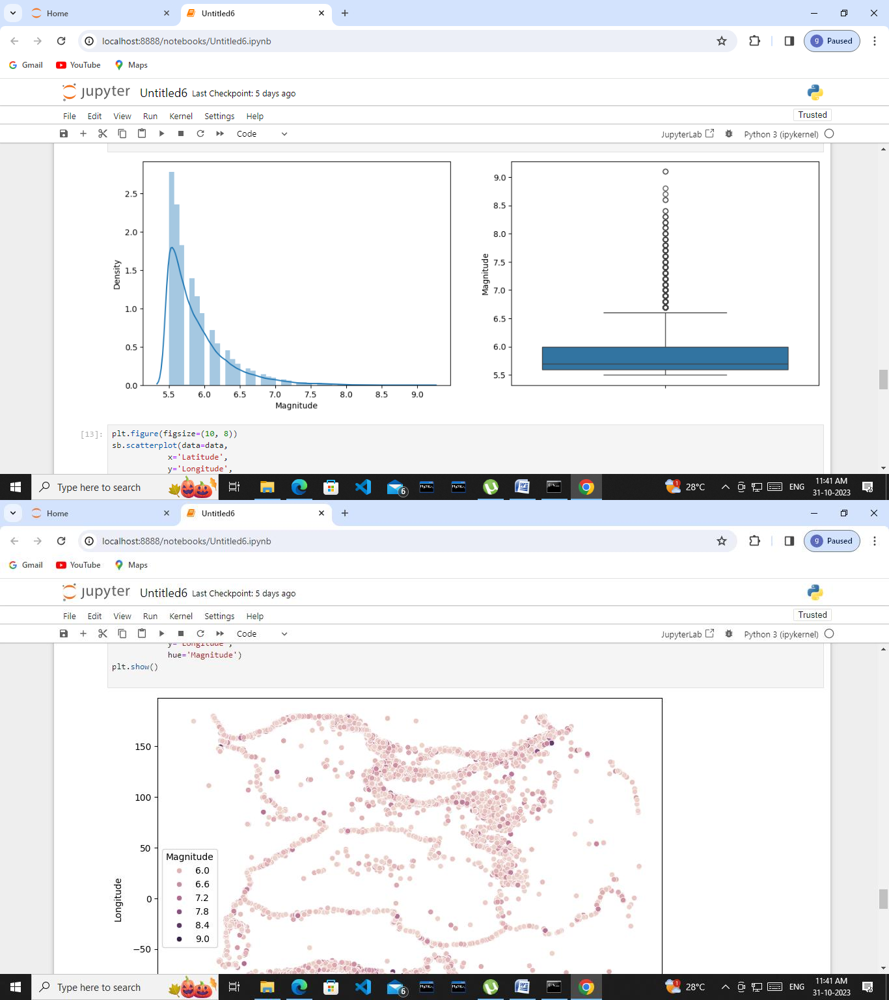 Home
Untitled6
localhost:8888/notebooks/Untitled6.ipynb
g Paused
Gmail YouTube Maps
jupyter Untitled6 Last Checkpoint: 5 days ago
File Edit View Run Kernel Settings Help
Trusted
Code
JupyterLab Python 3 (ipykernel)
2.5
2.0
1.5
1.0
0.5
0.0
Density
5.5 6.0 6.5 7.0 7.5 8.0 8.5 9.0
Magnitude
9.0
8.5
8.0
7.5
7.0
6.5
6.0
5.5
Magnitude
[13]:
plt.figure(figsize=(10, 8))
sb.scatterplot(data=data,
x='Latitude',
y='Longitude',
Type here to search
6
1
28°C
ENG
11:41 AM
31-10-2023
Home
Untitled6
localhost:8888/notebooks/Untitled6.ipynb
g Paused
Gmail YouTube Maps
jupyter Untitled6 Last Checkpoint: 5 days ago
File Edit View Run Kernel Settings Help
Trusted
Code
JupyterLab Python 3 (ipykernel)
y='Longitude',
hue='Magnitude')
plt.show()
150
100
50
0
−50
Longitude
Magnitude
6.0
6.6
7.2
7.8
8.4
9.0
Type here to search
6
1
28°C
ENG
11:41 AM
31-10-2023